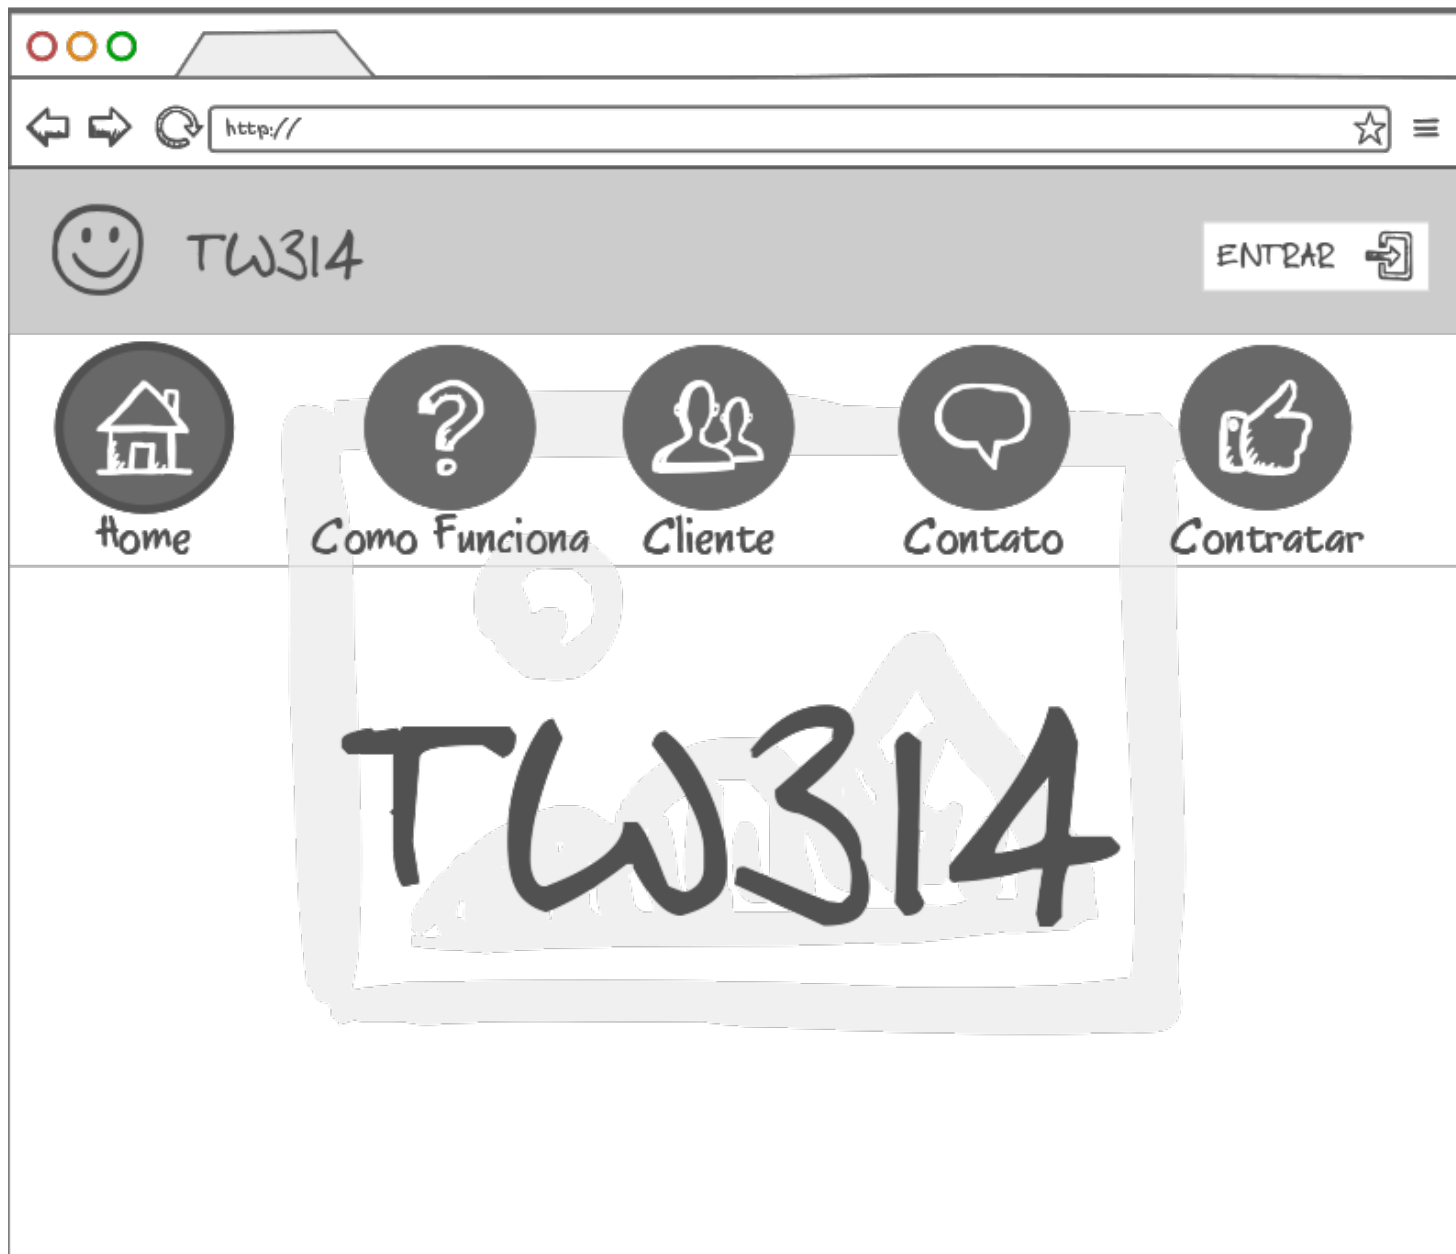 http://
TW314
ENTRAR
Home
Como Funciona
Cliente
Contato
Contratar
TW314